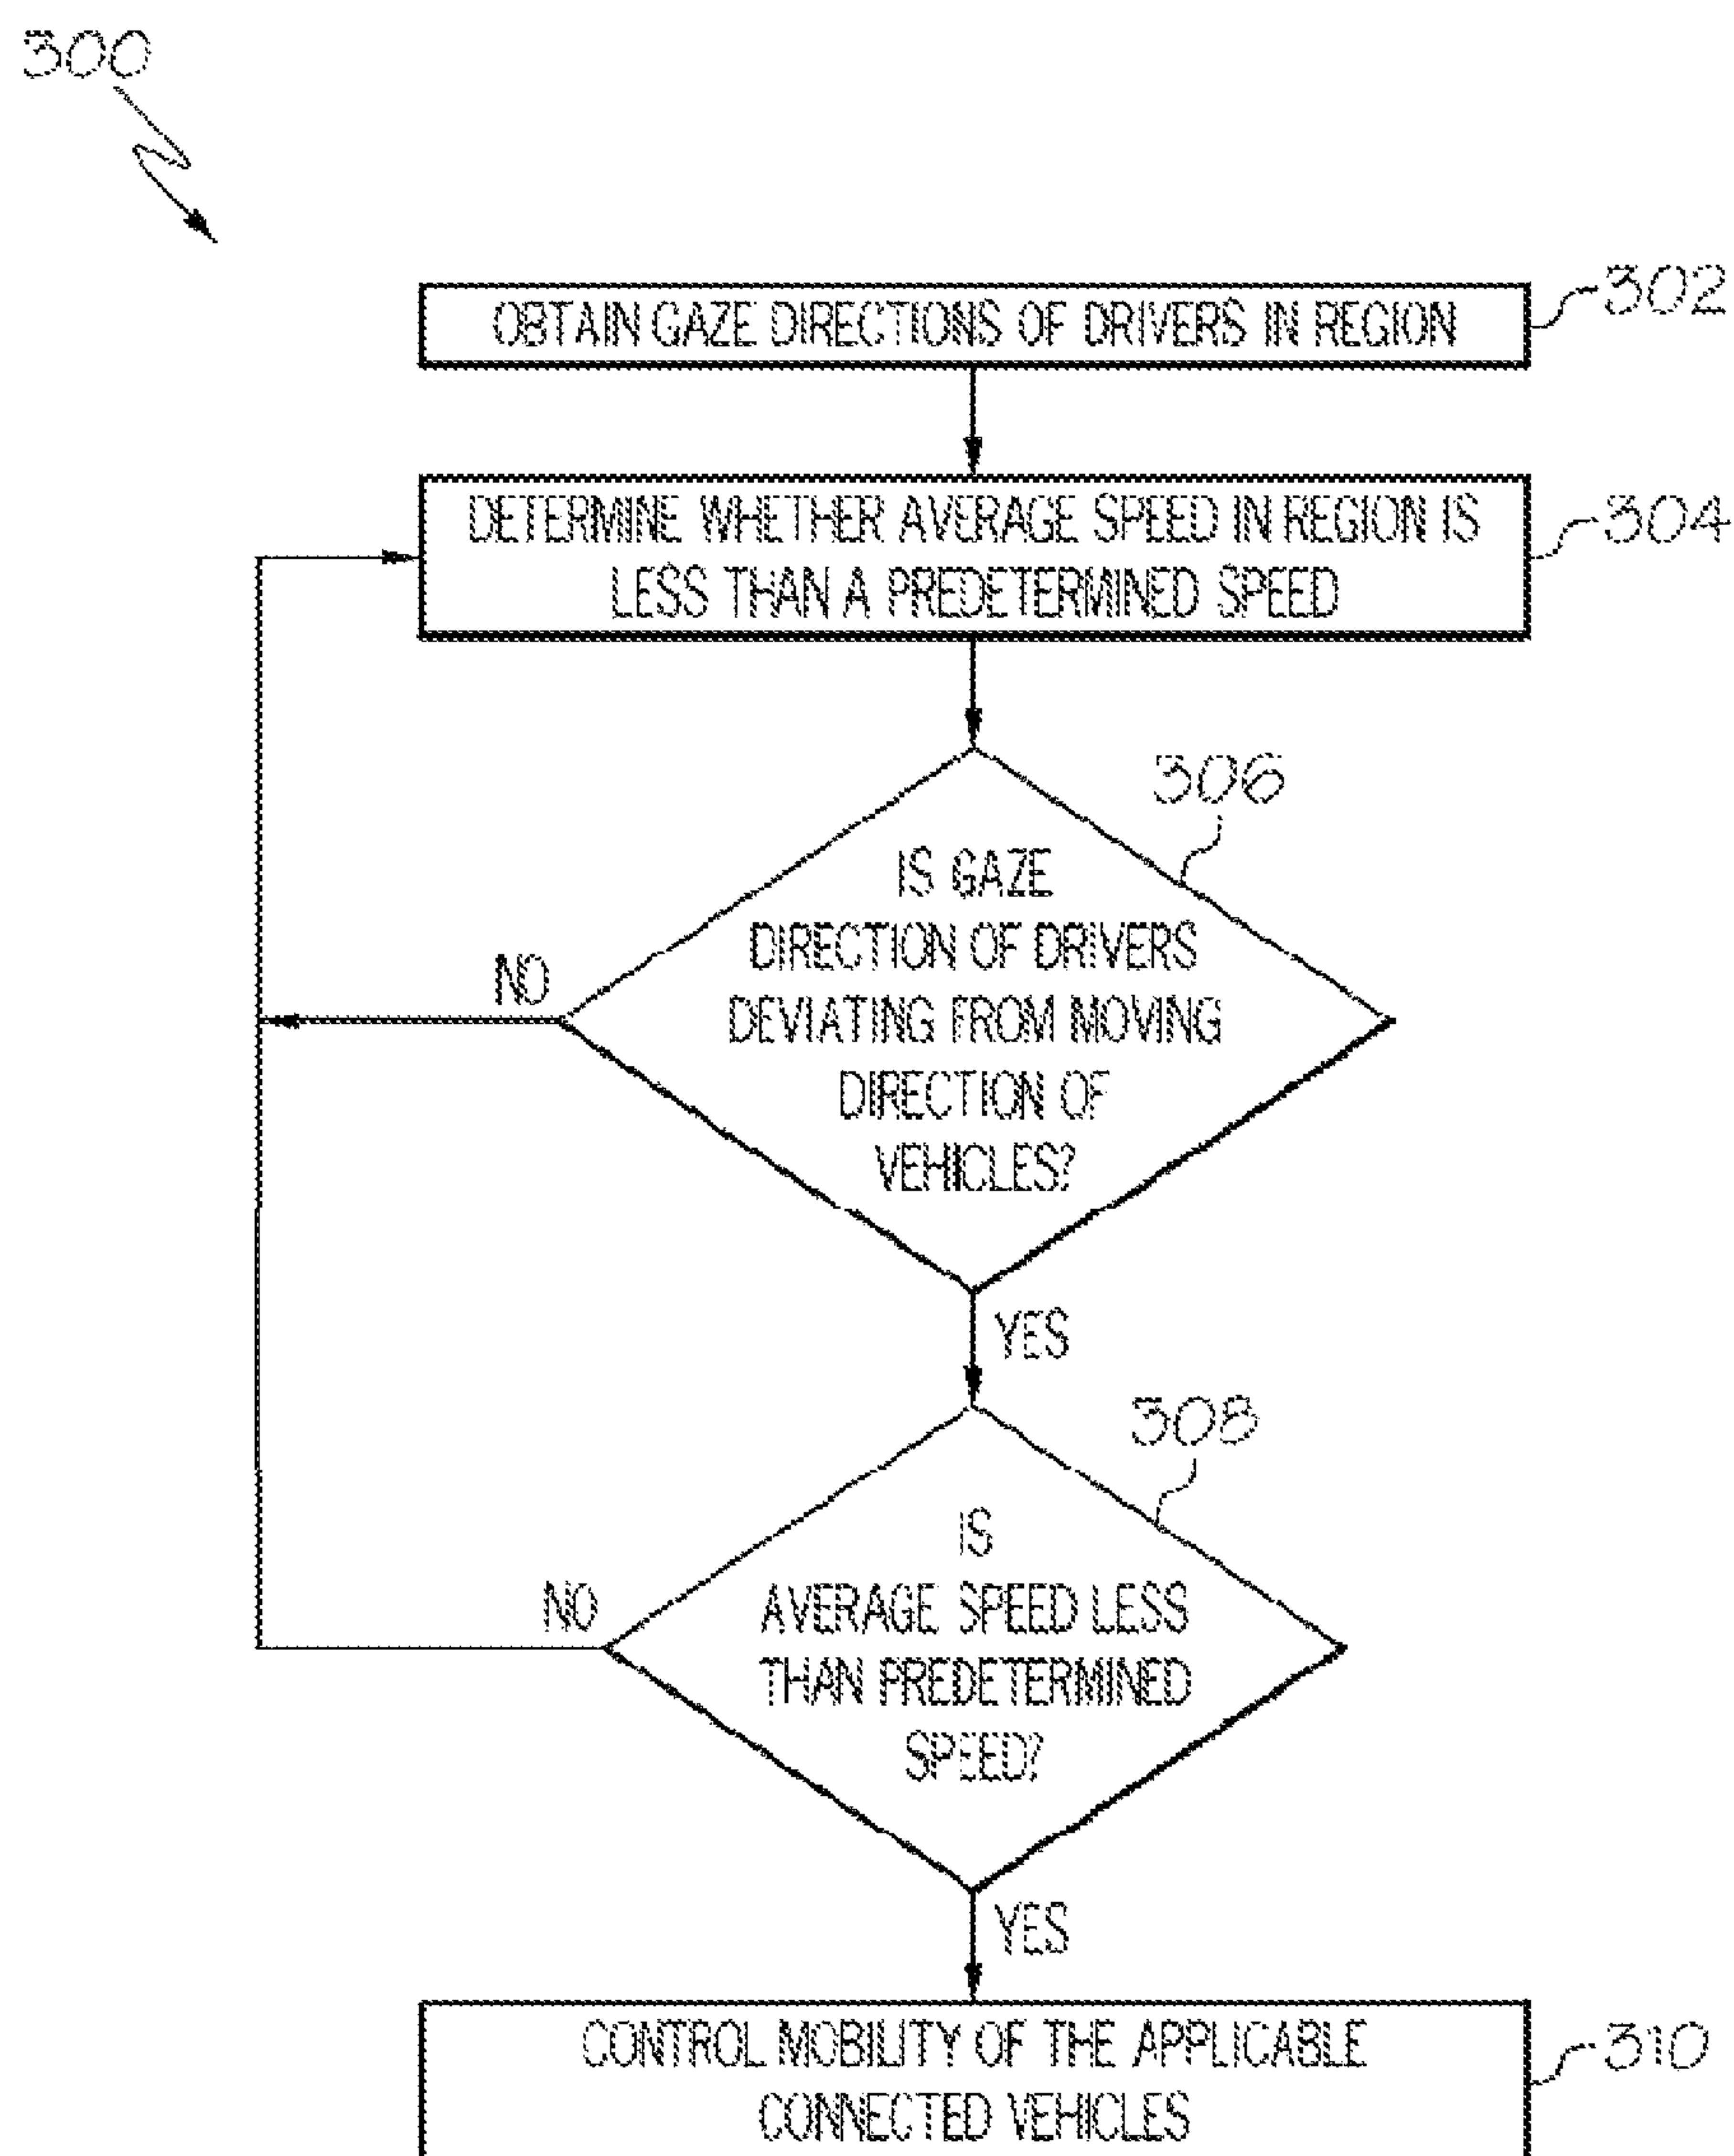 300
OBTAIN GAZE DIRECTIONS OF DRIVERS IN REGION
302
DETERMINE WHETHER AVERAGE SPEED IN REGION IS
LESS THAN A PREDETERMINED SPEED
304
306
IS GAZE
DIRECTION OF DRIVERS
DEVIATING FROM MOVING
DIRECTION OF
VEHICLES?
NO
YES
308
IS
AVERAGE SPEED LESS
THAN PREDETERMINED
SPEED?
NO
YES
CONTROL MOBILITY OF THE APPLICABLE
CONNECTED VEHICLES
310